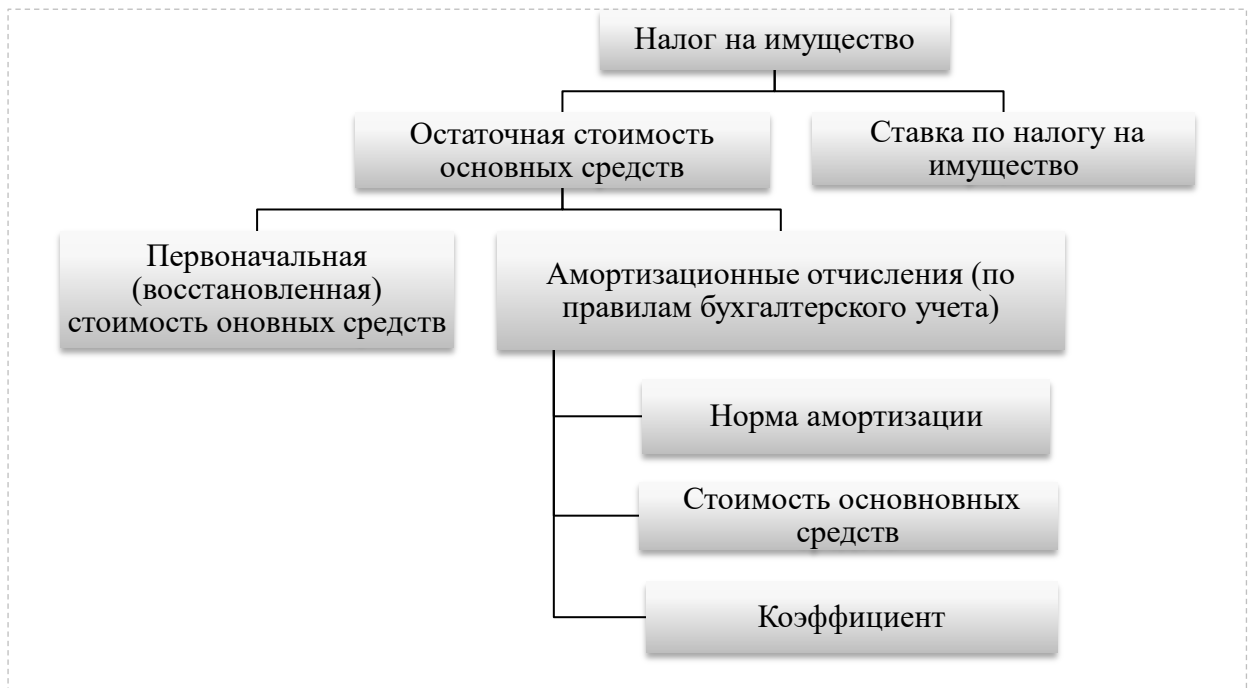 Налог на имущество
Остаточная стоимость
основных средств
Ставка по налогу на
имущество
Первоначальная
(восстановленная)
стоимость оновных средств
Амортизационные отчисления (по
правилам бухгалтерского учета)
Норма амортизации
Стоимость основновных
средств
Коэффициент